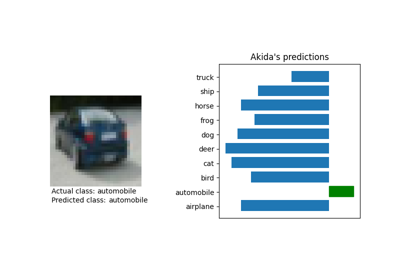 Akida's predictions
truck
ship
horse
frog
dog
deer
cat
bird
automobile
airplane
Actual class: automobile
Predicted class: automobile